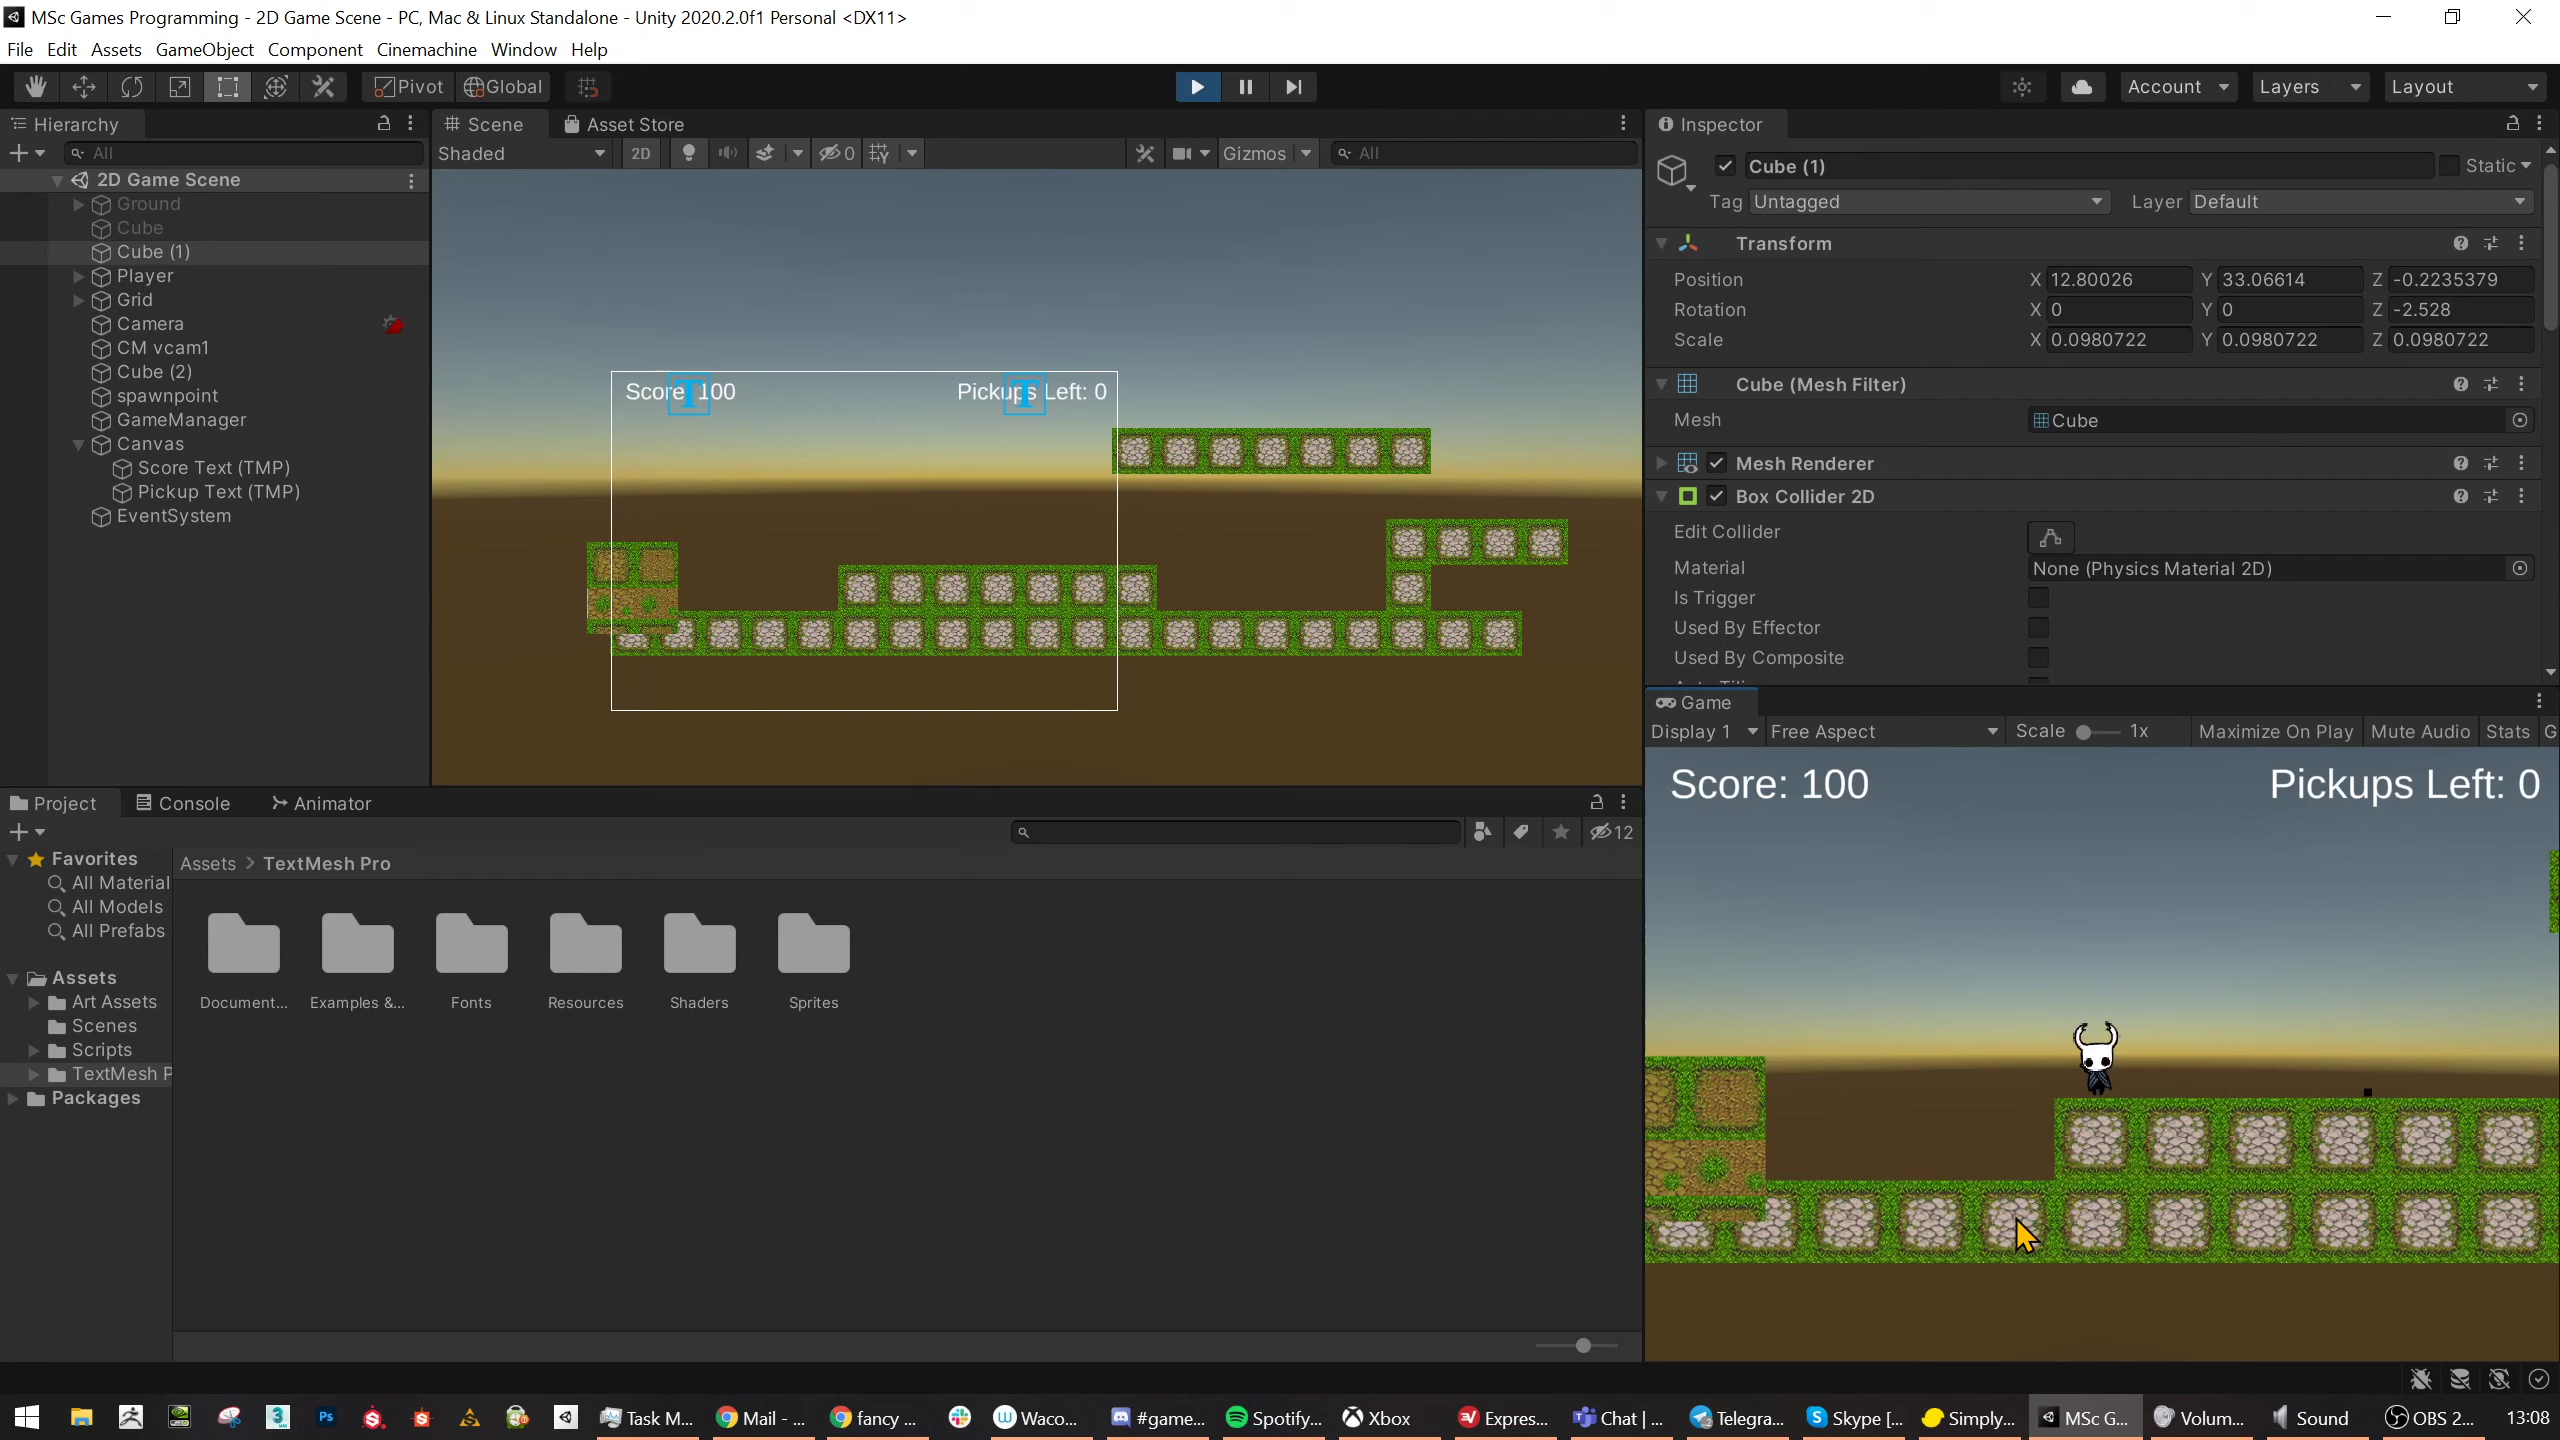 MSc Games Programming - 2D Game Scene - PC, Mac & Linux Standalone - Unity 2020.2.0f1 Personal <DX11>
File Edit Assets GameObject Component Cinemachine Window Help
Pivot Global Account Layers Layout
Hierarchy
All
2D Game Scene
Ground
Cube
Cube (1)
Player
Grid
Camera
CM vcam1
Cube (2)
spawnpoint
GameManager
Canvas
Score Text (TMP)
Pickup Text (TMP)
EventSystem
Scene Asset Store
Shaded 2D 0 Gizmos All
Score: 100 Pickups Left: 0
Inspector
Cube (1) Static
Tag Untagged Layer Default
Transform
Position X 12.80026 Y 33.06614 Z -0.2235379
Rotation X 0 Y 0 Z -2.528
Scale X 0.0980722 Y 0.0980722 Z 0.0980722
Cube (Mesh Filter)
Mesh Cube
Mesh Renderer
Box Collider 2D
Edit Collider
Material None (Physics Material 2D)
Is Trigger
Used By Effector
Used By Composite
Game
Display 1 Free Aspect Scale 1x Maximize On Play Mute Audio Stats G
Score: 100 Pickups Left: 0
Project Console Animator
12
Favorites
All Material
All Models
All Prefabs
Assets
Art Assets
Scenes
Scripts
TextMesh P
Packages
Assets > TextMesh Pro
Document... Examples &... Fonts Resources Shaders Sprites
Task M... Mail - ... fancy ... Waco... #game... Spotify... Xbox Expres... Chat | ... Telegra... Skype [... Simply... MSc G... Volum... Sound OBS 2... 13:08